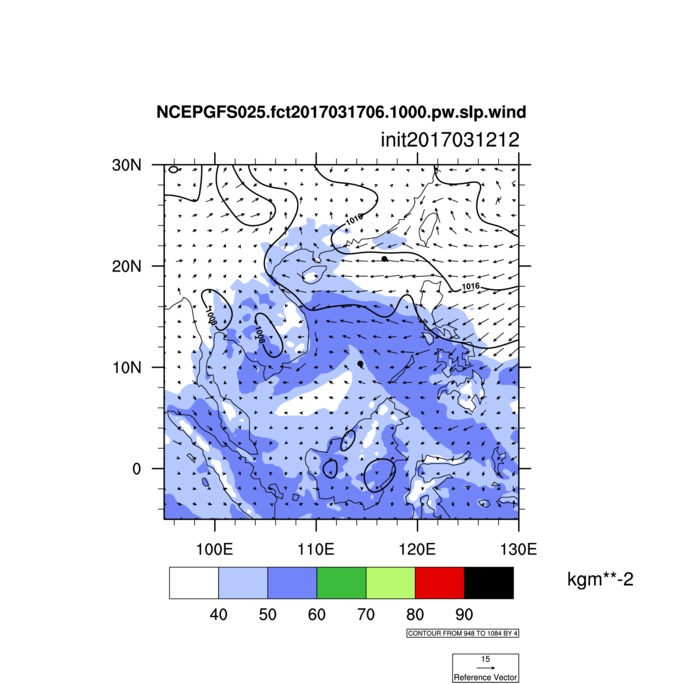 NCEPGFS025.fct2017031706.1000.pw.slp.wind
init2017031212
30N
1016
20N
1016
1008
1008
10N
0
100E 110E 120E 130E
kgm**-2
40 50 60 70 80 90
CONTOUR FROM 948 TO 1084 BY 4
15
Reference Vector